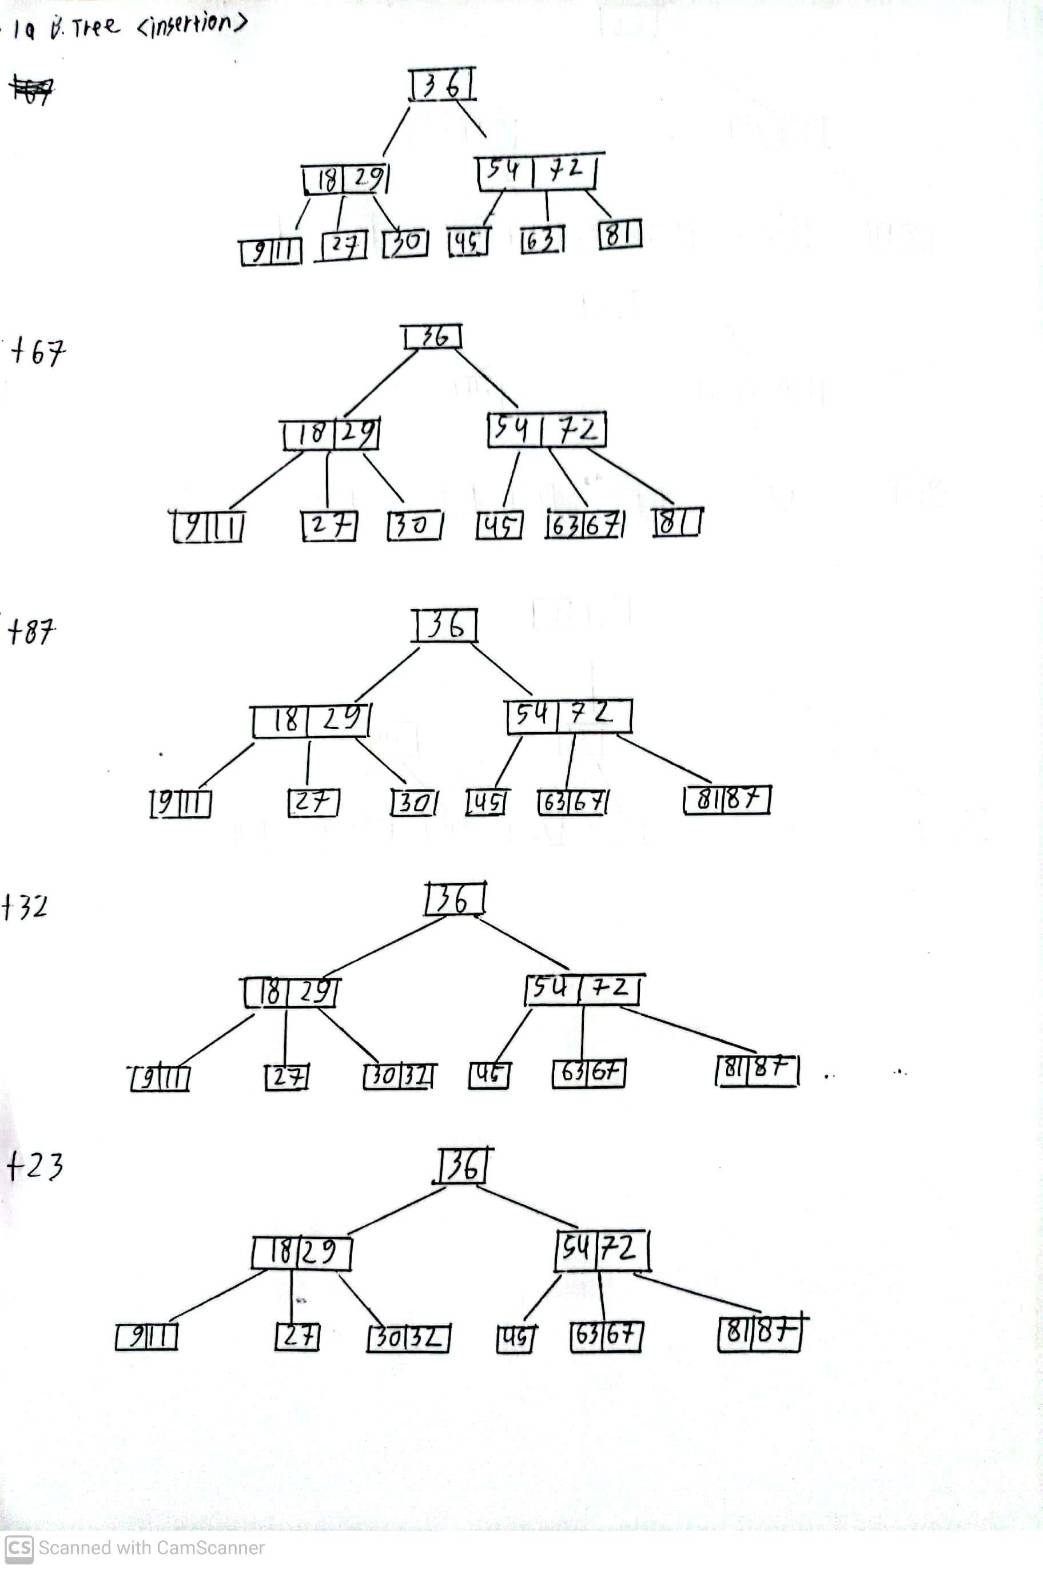 1a B. Tree <insertion>
36
18 29 54 72
9 11 27 30 45 63 81
+67
36
18 29 54 72
9 11 27 30 45 63 67 81
+87
36
18 29 54 72
9 11 27 30 45 63 67 81 87
+32
36
18 29 54 72
9 11 27 30 32 45 63 67 81 87
+23
36
18 29 54 72
9 11 27 30 32 45 63 67 81 87
CS Scanned with CamScanner